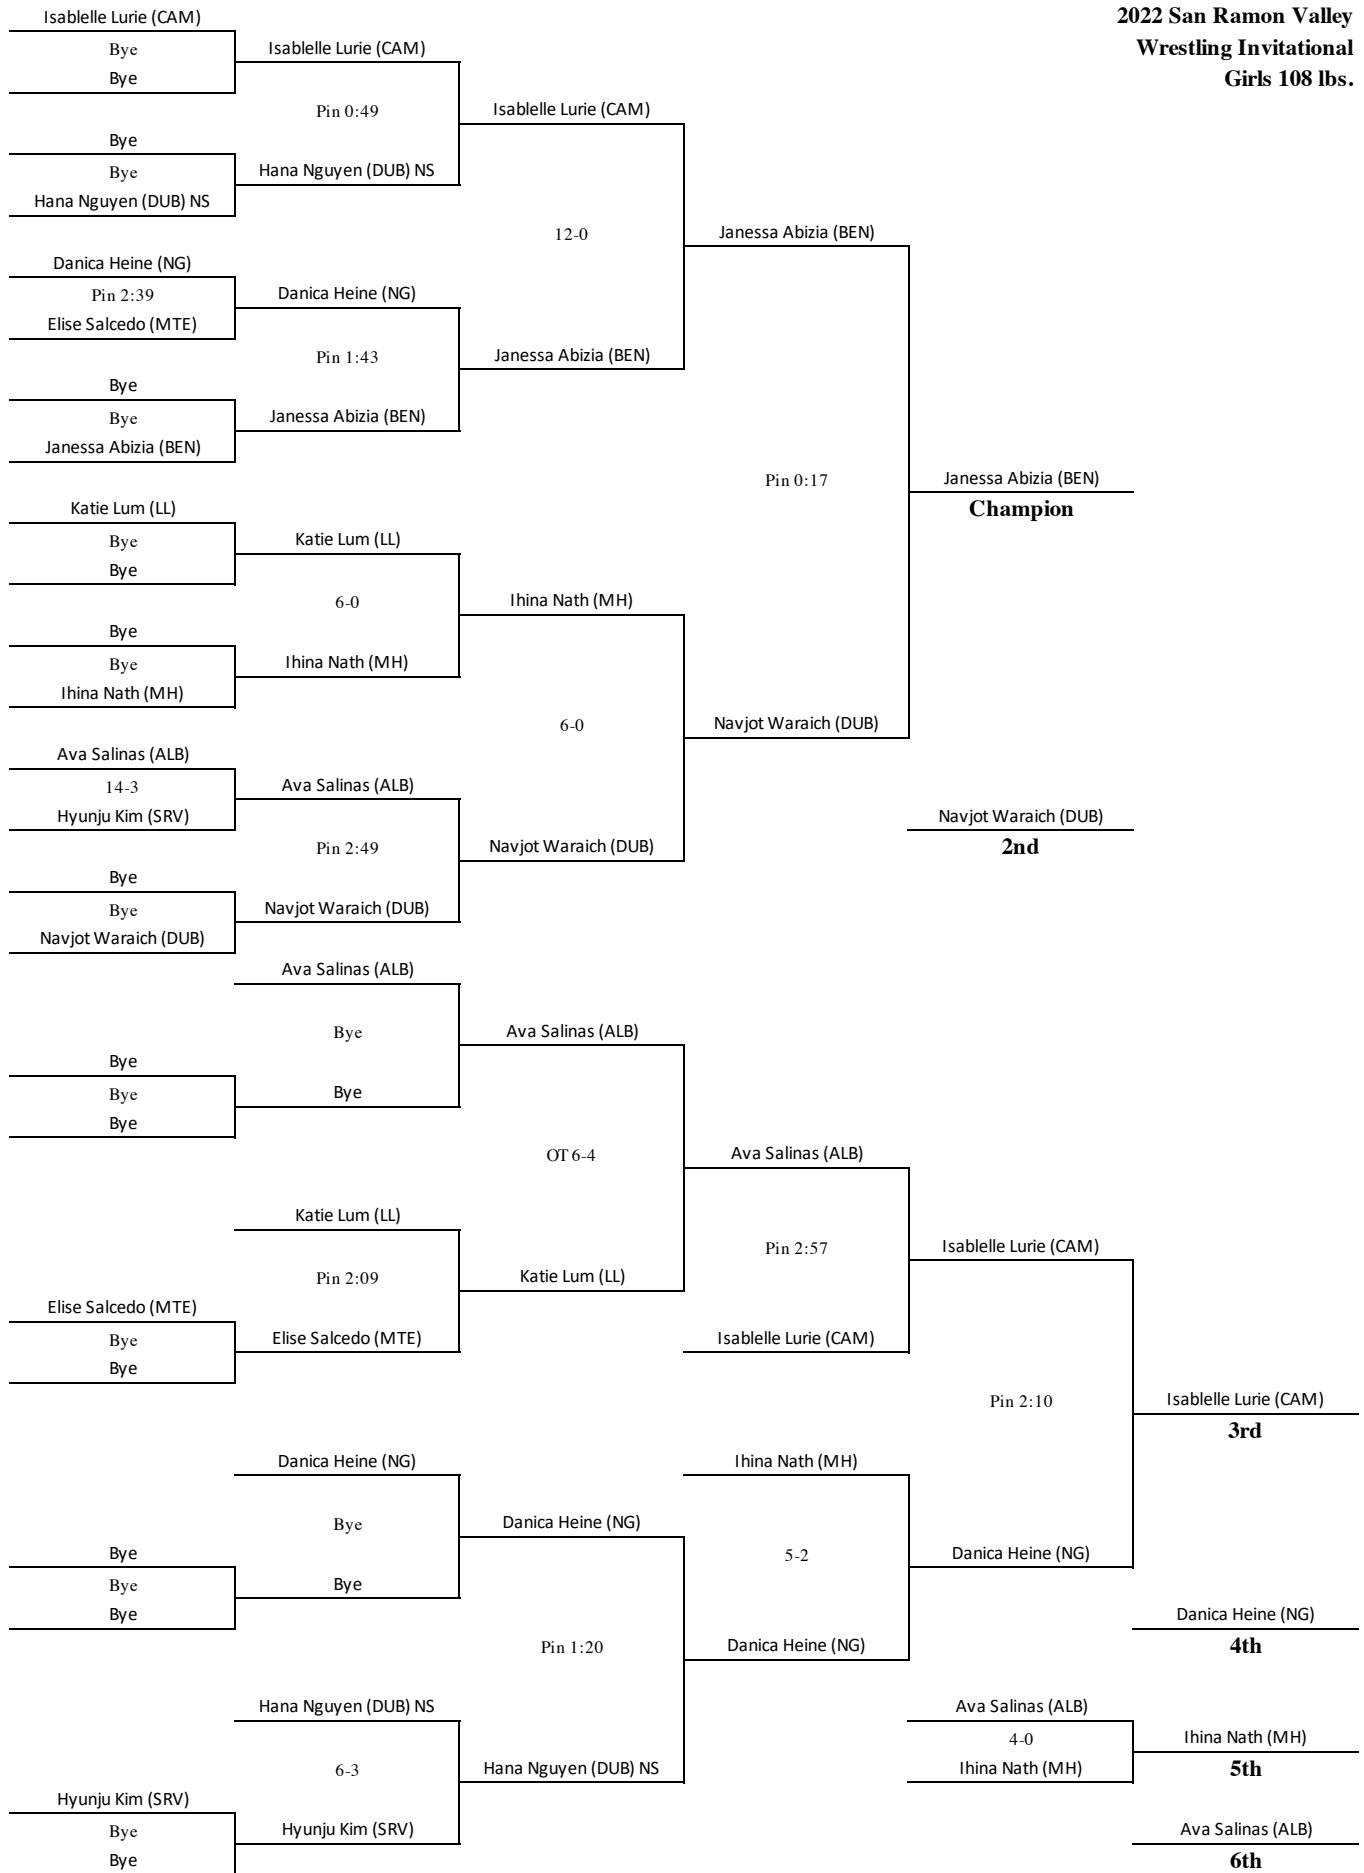 2022 San Ramon Valley
Wrestling Invitational
Girls 108 lbs.
Isablelle Lurie (CAM)
Bye
Isablelle Lurie (CAM)
Bye
Pin 0:49
Isablelle Lurie (CAM)
Bye
Bye
Hana Nguyen (DUB) NS
Hana Nguyen (DUB) NS
12-0
Janessa Abizia (BEN)
Danica Heine (NG)
Pin 2:39
Danica Heine (NG)
Elise Salcedo (MTE)
Pin 1:43
Janessa Abizia (BEN)
Bye
Bye
Janessa Abizia (BEN)
Janessa Abizia (BEN)
Pin 0:17
Janessa Abizia (BEN)
Champion
Katie Lum (LL)
Bye
Katie Lum (LL)
Bye
6-0
Ihina Nath (MH)
Bye
Bye
Ihina Nath (MH)
Ihina Nath (MH)
6-0
Navjot Waraich (DUB)
Ava Salinas (ALB)
14-3
Ava Salinas (ALB)
Hyunju Kim (SRV)
Navjot Waraich (DUB)
2nd
Pin 2:49
Navjot Waraich (DUB)
Bye
Bye
Navjot Waraich (DUB)
Navjot Waraich (DUB)
Ava Salinas (ALB)
Bye
Ava Salinas (ALB)
Bye
Bye
Bye
Bye
OT 6-4
Ava Salinas (ALB)
Katie Lum (LL)
Pin 2:57
Isablelle Lurie (CAM)
Pin 2:09
Katie Lum (LL)
Elise Salcedo (MTE)
Bye
Elise Salcedo (MTE)
Isablelle Lurie (CAM)
Bye
Pin 2:10
Isablelle Lurie (CAM)
3rd
Danica Heine (NG)
Ihina Nath (MH)
Bye
Danica Heine (NG)
Bye
5-2
Danica Heine (NG)
Bye
Bye
Bye
Danica Heine (NG)
4th
Pin 1:20
Danica Heine (NG)
Hana Nguyen (DUB) NS
Ava Salinas (ALB)
4-0
Ihina Nath (MH)
6-3
Hana Nguyen (DUB) NS
Ihina Nath (MH)
5th
Hyunju Kim (SRV)
Bye
Hyunju Kim (SRV)
Ava Salinas (ALB)
Bye
6th